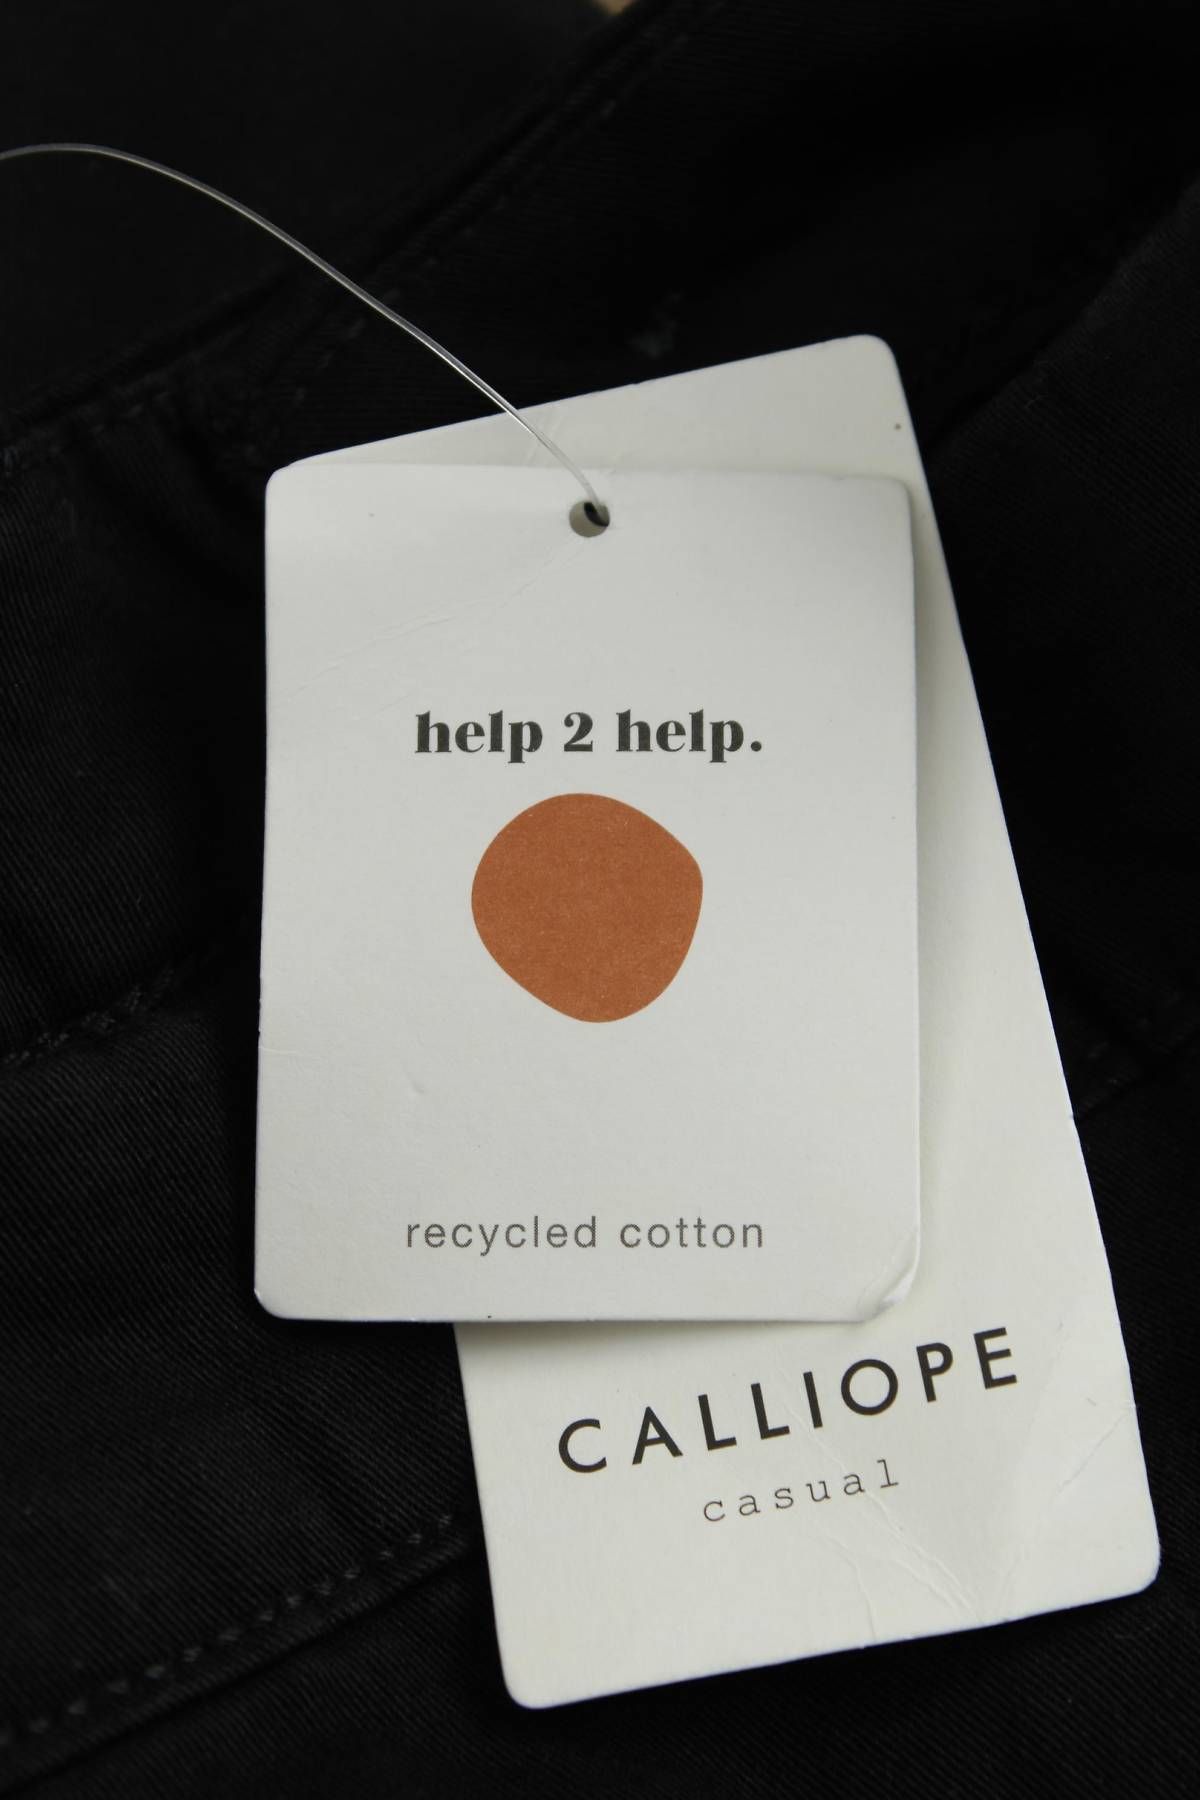 help 2 help.
recycled cotton
CALLIOPE
casual